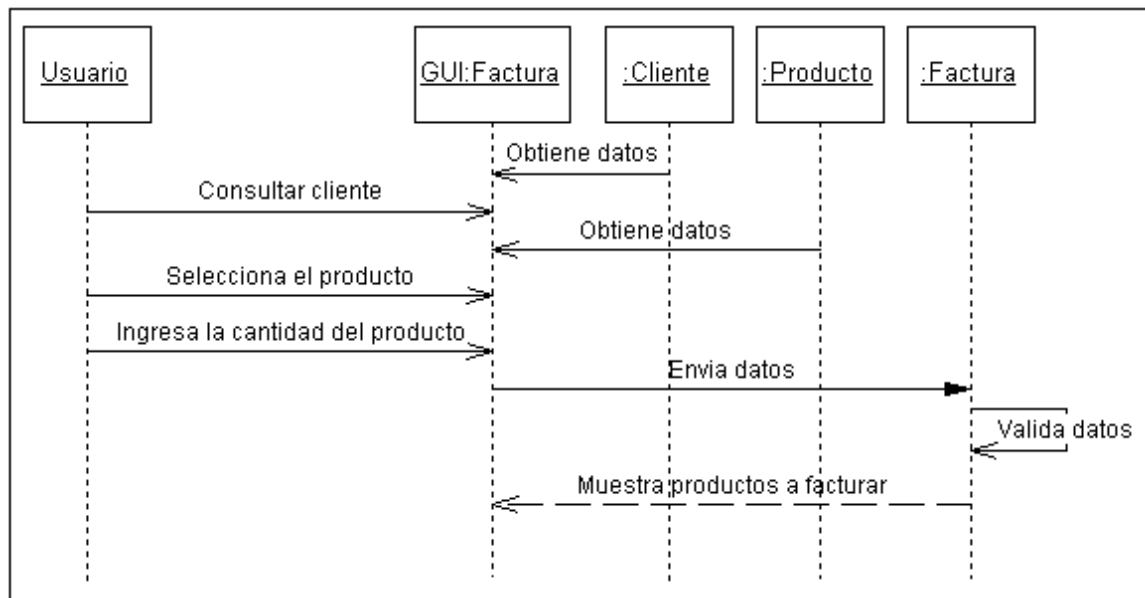 Usuario
GUI:Factura
:Cliente
:Producto
:Factura
Obtiene datos
Consultar cliente
Obtiene datos
Selecciona el producto
Ingresa la cantidad del producto
Envia datos
Valida datos
Muestra productos a facturar